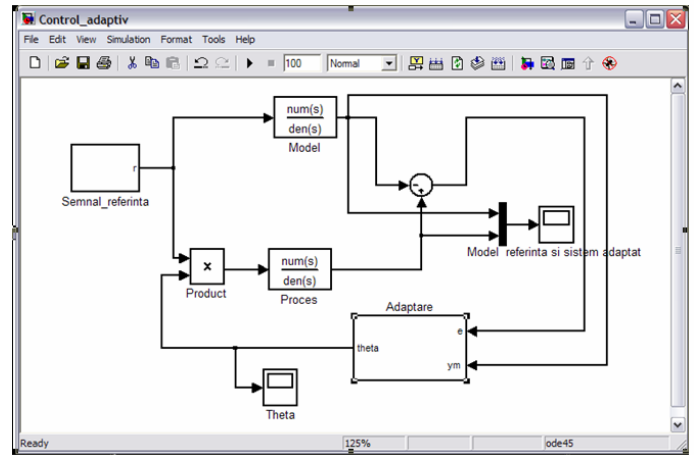 Control_adaptiv
File Edit View Simulation Format Tools Help
100 Normal
num(s)
den(s)
Model
r
Semnal_referinta
x
Product
num(s)
den(s)
Proces
Model referinta si sistem adaptat
Adaptare
e
theta
ym
Theta
Ready 125% ode45